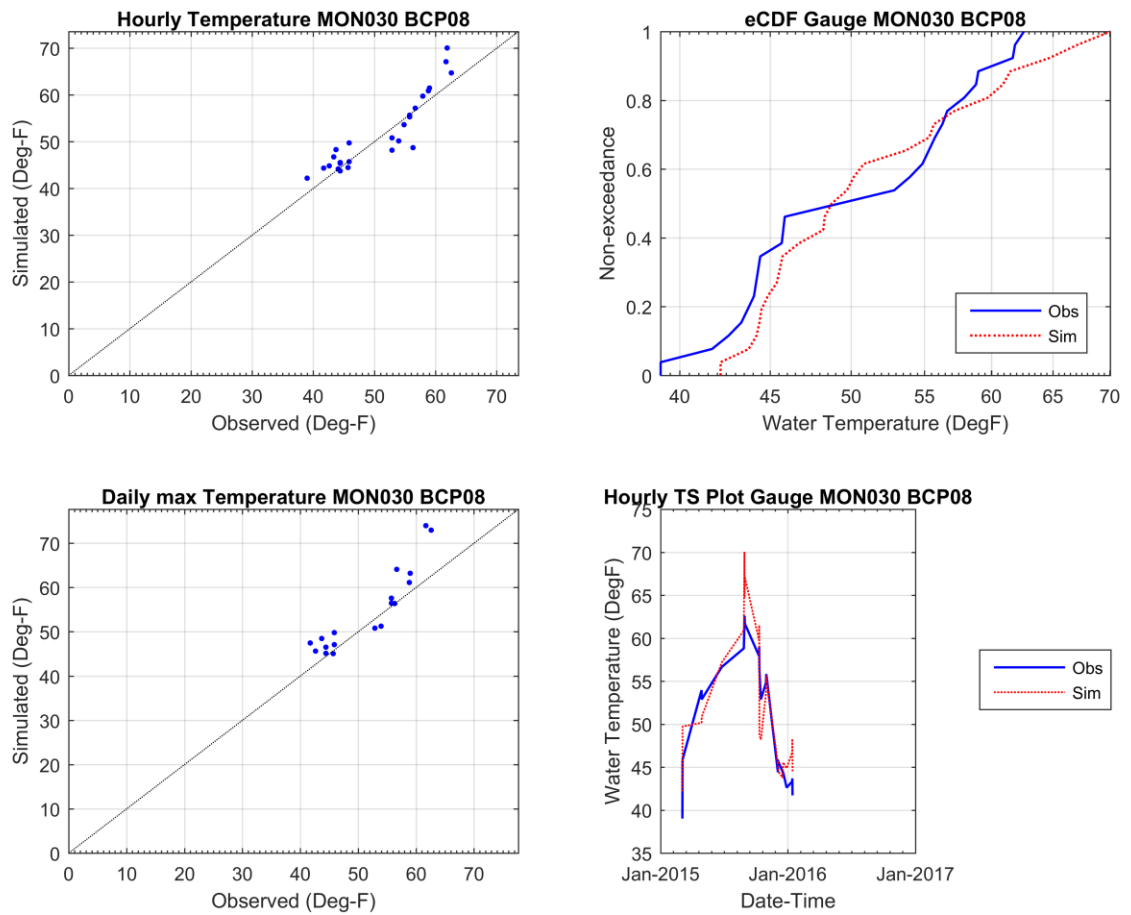 Hourly Temperature MON030 BCP08
70
60
50
40
30
20
10
0
0 10 20 30 40 50 60 70
Simulated (Deg-F)
Observed (Deg-F)
eCDF Gauge MON030 BCP08
1
0.8
0.6
0.4
0.2
0
40 45 50 55 60 65 70
Non-exceedance
Water Temperature (DegF)
Obs
Sim
Daily max Temperature MON030 BCP08
70
60
50
40
30
20
10
0
0 10 20 30 40 50 60 70
Simulated (Deg-F)
Observed (Deg-F)
Hourly TS Plot Gauge MON030 BCP08
75
70
65
60
55
50
45
40
35
Jan-2015 Jan-2016 Jan-2017
Water Temperature (DegF)
Date-Time
Obs
Sim